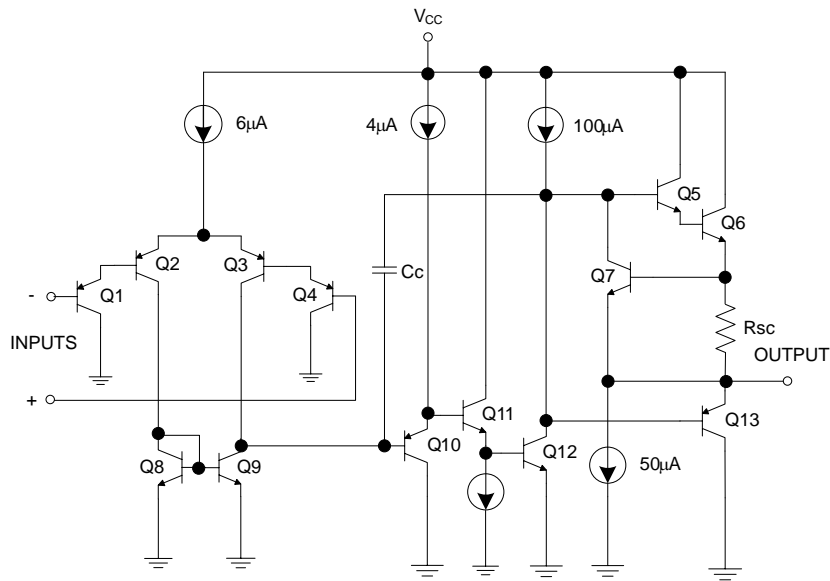 VCC
6μA
4μA
100μA
Q5
Q6
Q2
Q3
Q7
Cc
-
Q1
Q4
Rsc
INPUTS
OUTPUT
+
Q11
Q13
Q10
Q12
Q8
Q9
50μA